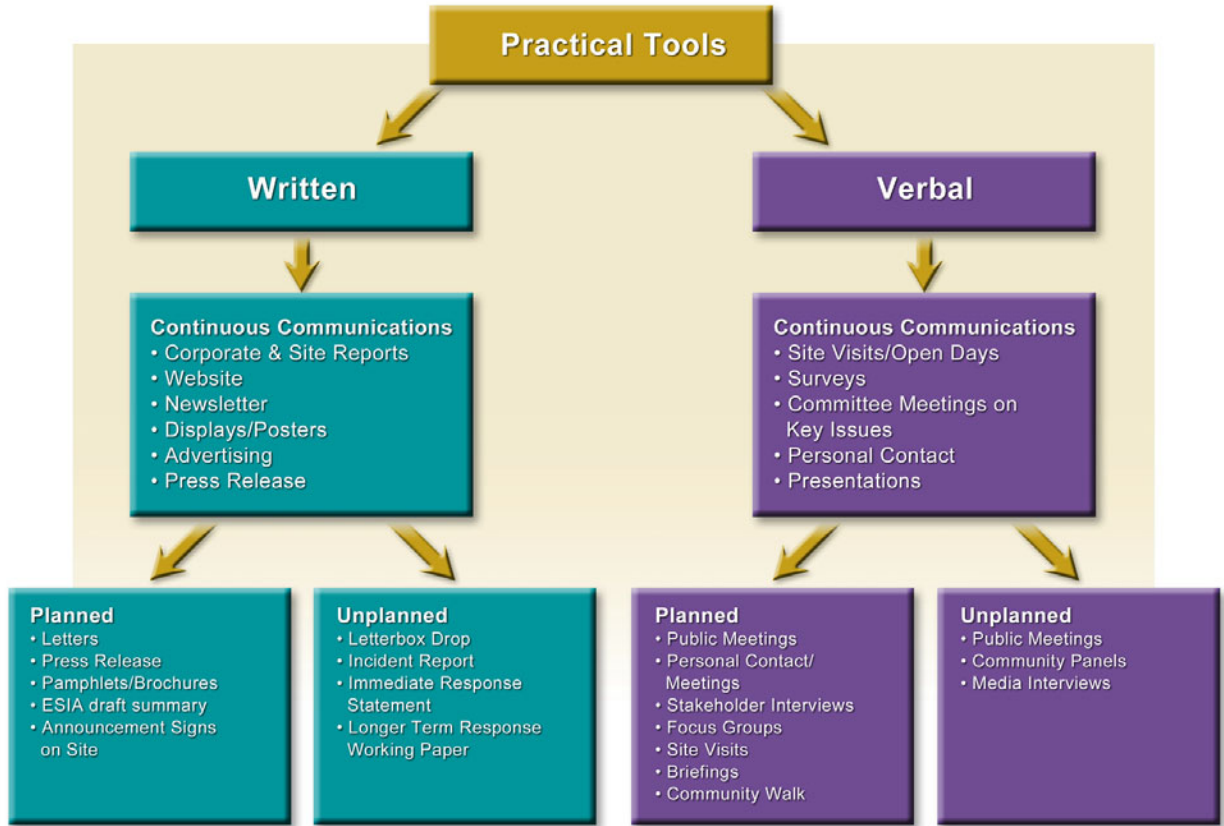 Practical Tools
Written
Verbal
Continuous Communications
• Corporate & Site Reports
• Website
• Newsletter
• Displays/Posters
• Advertising
• Press Release
Continuous Communications
• Site Visits/Open Days
• Surveys
• Committee Meetings on
Key Issues
• Personal Contact
• Presentations
Planned
• Letters
• Press Release
• Pamphlets/Brochures
• ESIA draft summary
• Announcement Signs
on Site
Unplanned
• Letterbox Drop
• Incident Report
• Immediate Response
Statement
• Longer Term Response
Working Paper
Planned
• Public Meetings
• Personal Contact/
Meetings
• Stakeholder Interviews
• Focus Groups
• Site Visits
• Briefings
• Community Walk
Unplanned
• Public Meetings
• Community Panels
• Media Interviews